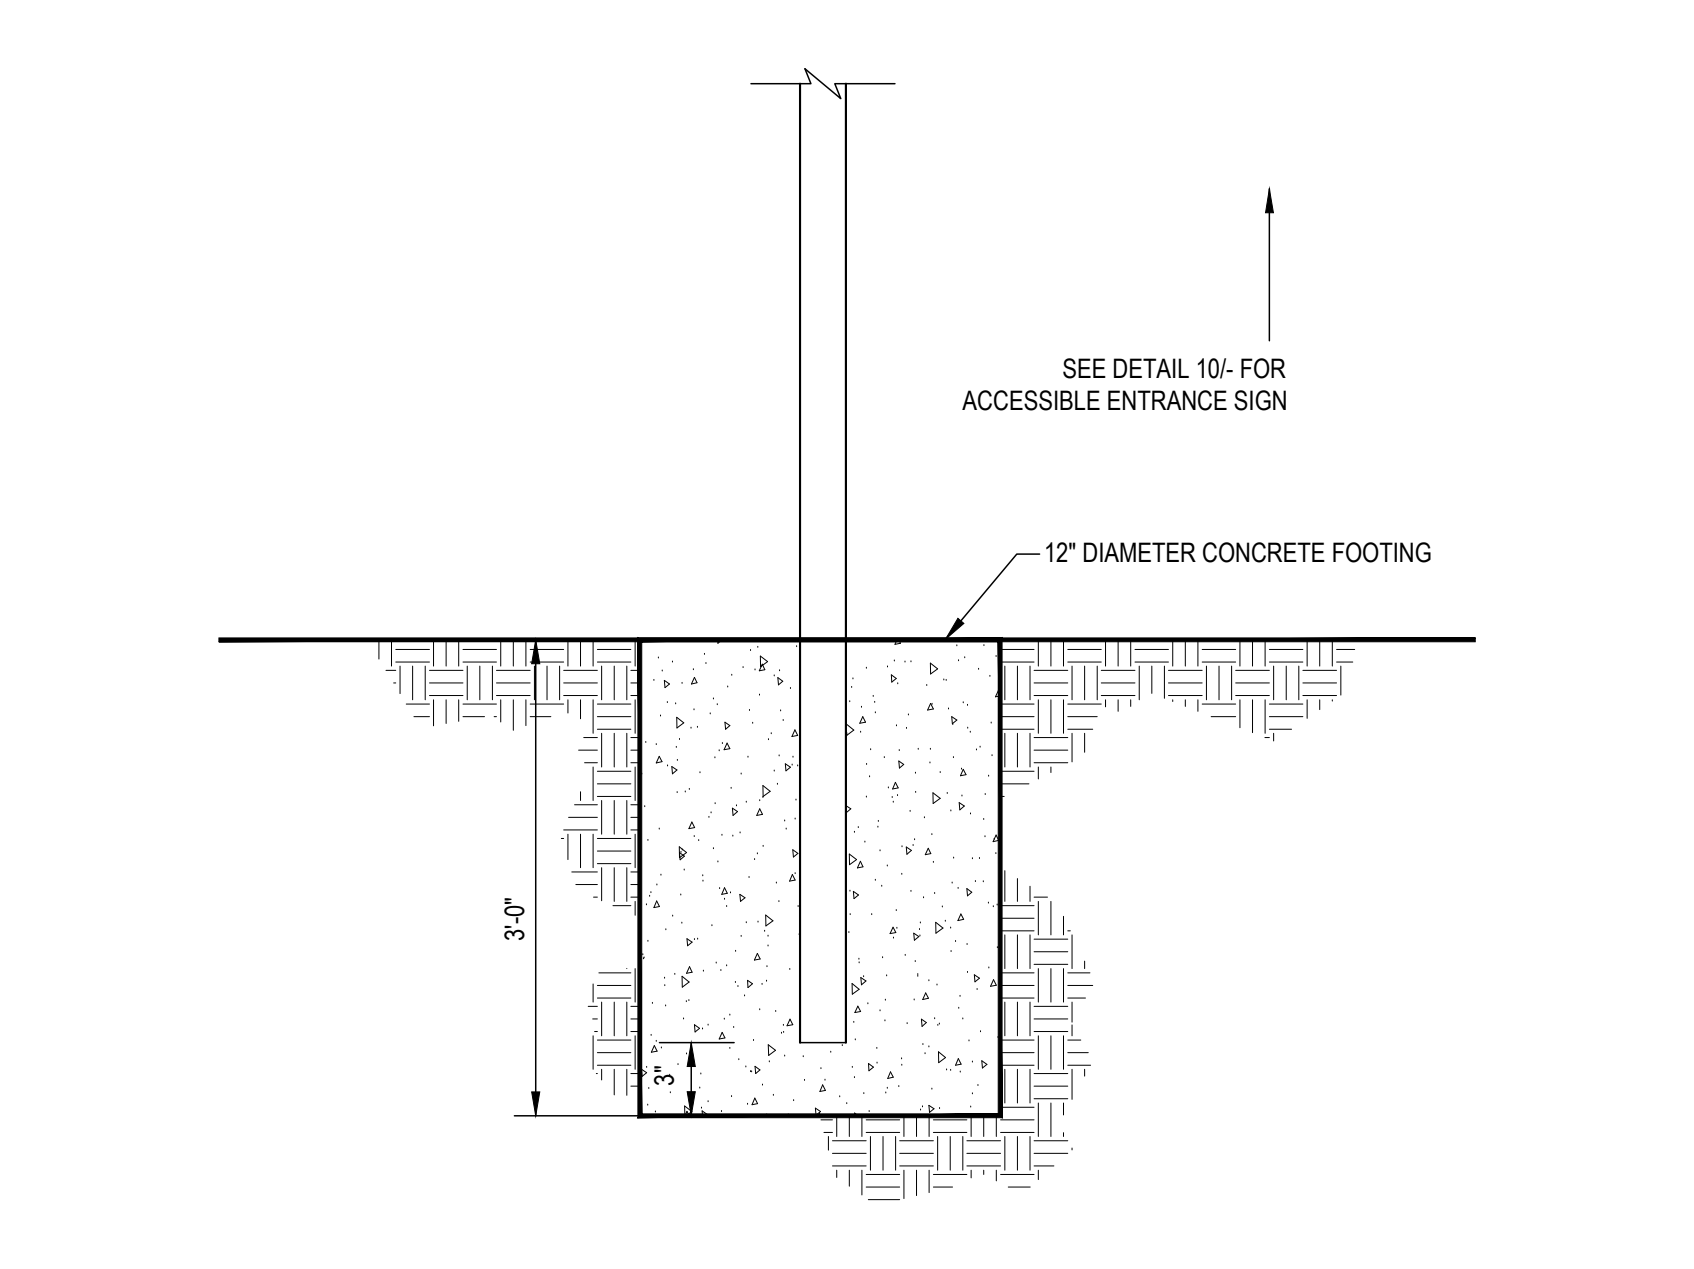 SEE DETAIL 10/- FOR
ACCESSIBLE ENTRANCE SIGN
12" DIAMETER CONCRETE FOOTING
3'-0"
3"